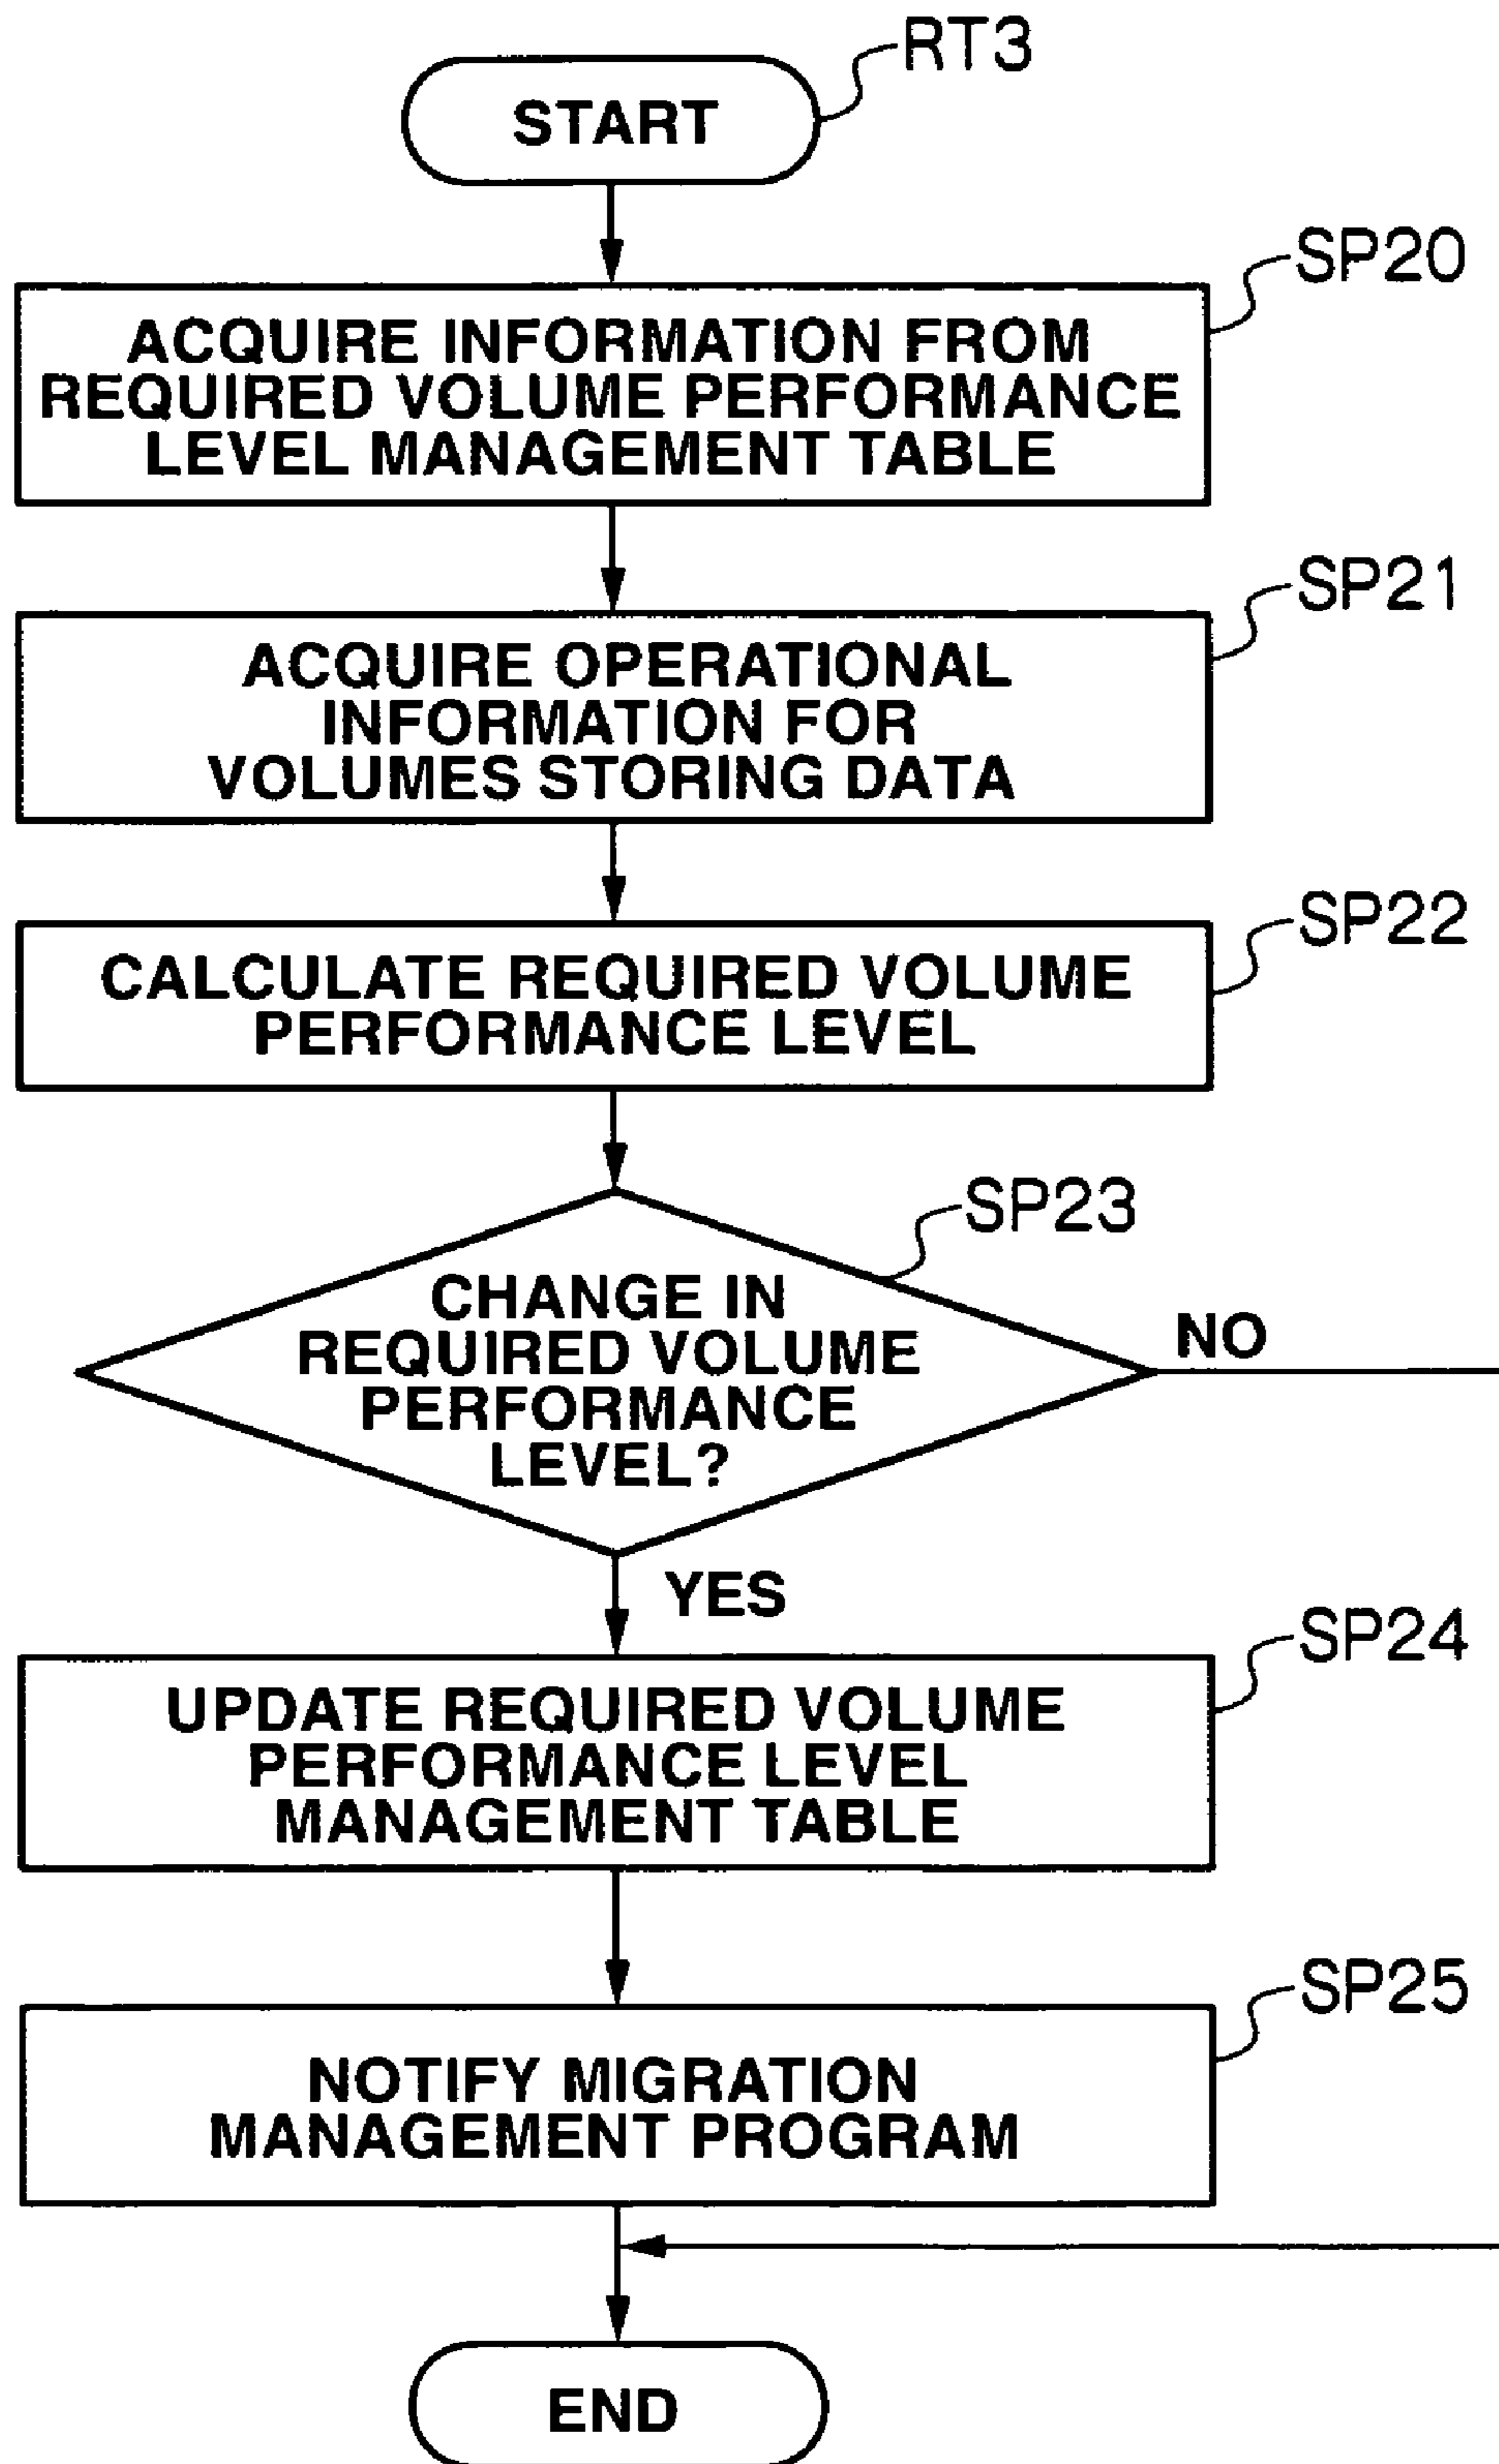 RT3
START
SP20
ACQUIRE INFORMATION FROM
REQUIRED VOLUME PERFORMANCE
LEVEL MANAGEMENT TABLE
SP21
ACQUIRE OPERATIONAL
INFORMATION FOR
VOLUMES STORING DATA
SP22
CALCULATE REQUIRED VOLUME
PERFORMANCE LEVEL
SP23
CHANGE IN
REQUIRED VOLUME
PERFORMANCE
LEVEL?
NO
YES
SP24
UPDATE REQUIRED VOLUME
PERFORMANCE LEVEL
MANAGEMENT TABLE
SP25
NOTIFY MIGRATION
MANAGEMENT PROGRAM
END